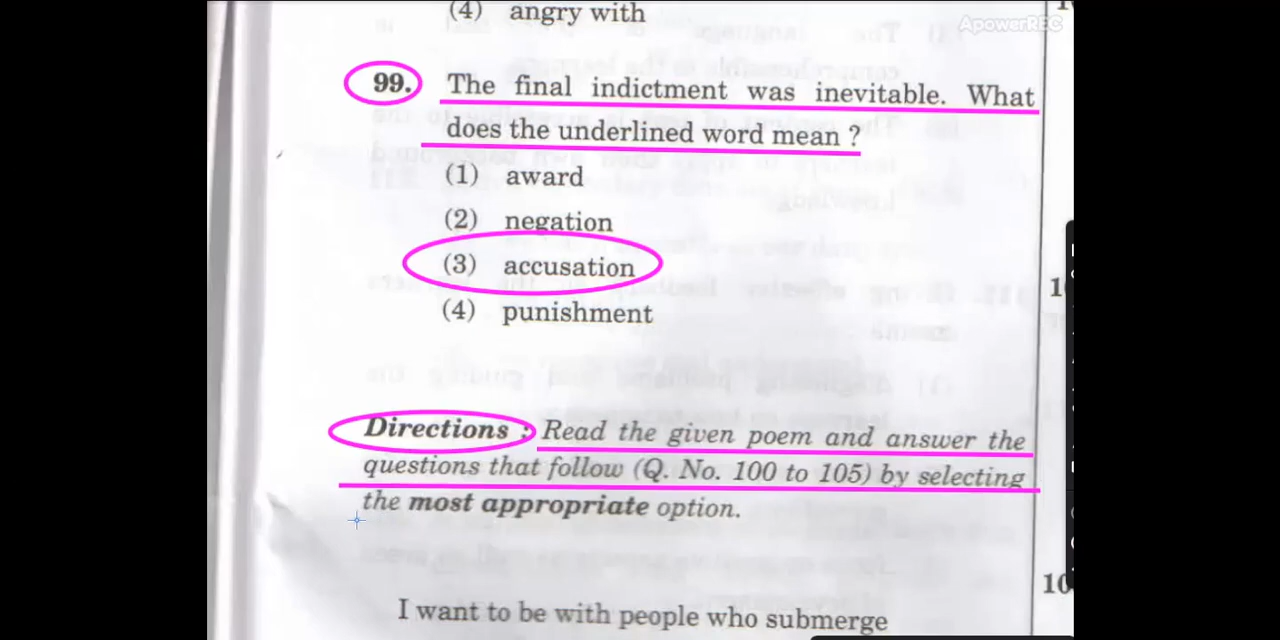 (4) angry with
ApowerREC
99. The final indictment was inevitable. What
does the underlined word mean ?
(1) award
(2) negation
(3) accusation
(4) punishment
Directions : Read the given poem and answer the
questions that follow (Q. No. 100 to 105) by selecting
the most appropriate option.
I want to be with people who submerge